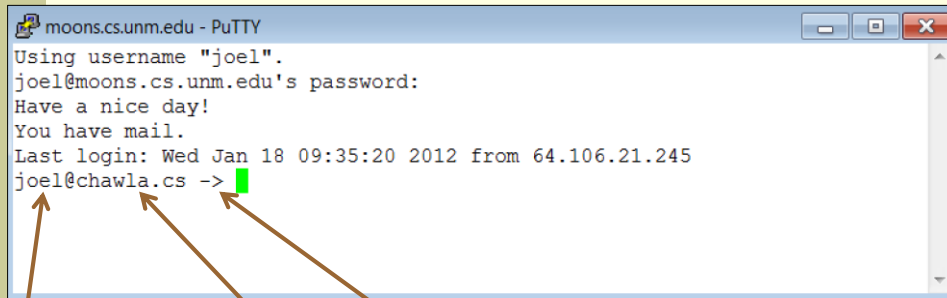 moons.cs.unm.edu - PuTTY
Using username "joel".
joel@moons.cs.unm.edu's password:
Have a nice day!
You have mail.
Last login: Wed Jan 18 09:35:20 2012 from 64.106.21.245
joel@chawla.cs ->